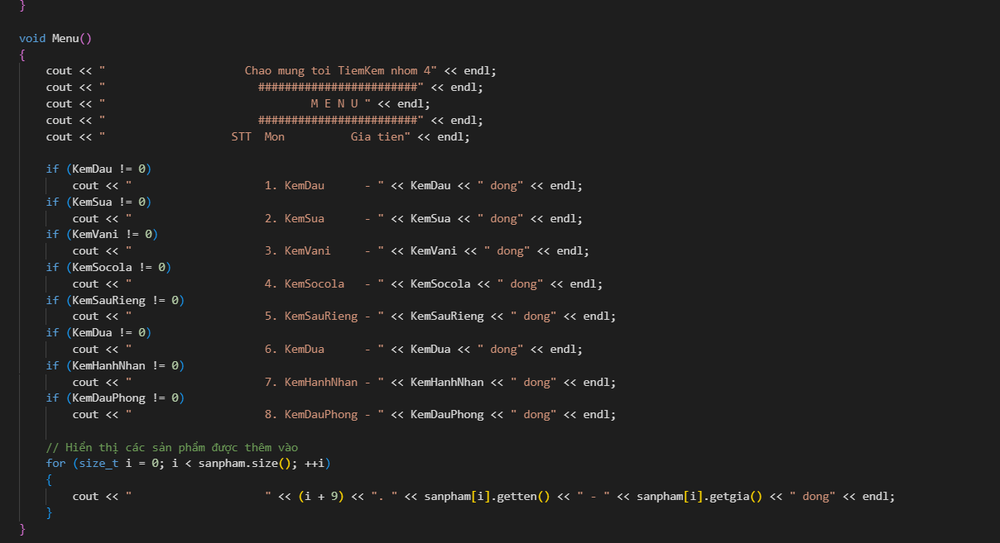 }
void Menu()
{
    cout << "                     Chao mung toi TiemKem nhom 4" << endl;
    cout << "                       ########################" << endl;
    cout << "                               M E N U " << endl;
    cout << "                       ########################" << endl;
    cout << "                   STT  Mon          Gia tien" << endl;
    if (KemDau != 0)
        cout << "                    1. KemDau      - " << KemDau << " dong" << endl;
    if (KemSua != 0)
        cout << "                    2. KemSua      - " << KemSua << " dong" << endl;
    if (KemVani != 0)
        cout << "                    3. KemVani     - " << KemVani << " dong" << endl;
    if (KemSocola != 0)
        cout << "                    4. KemSocola   - " << KemSocola << " dong" << endl;
    if (KemSauRieng != 0)
        cout << "                    5. KemSauRieng - " << KemSauRieng << " dong" << endl;
    if (KemDua != 0)
        cout << "                    6. KemDua      - " << KemDua << " dong" << endl;
    if (KemHanhNhan != 0)
        cout << "                    7. KemHanhNhan - " << KemHanhNhan << " dong" << endl;
    if (KemDauPhong != 0)
        cout << "                    8. KemDauPhong - " << KemDauPhong << " dong" << endl;
    // Hiển thị các sản phẩm được thêm vào
    for (size_t i = 0; i < sanpham.size(); ++i)
    {
        cout << "                    " << (i + 9) << ". " << sanpham[i].getten() << " - " << sanpham[i].getgia() << " dong" << endl;
    }
}